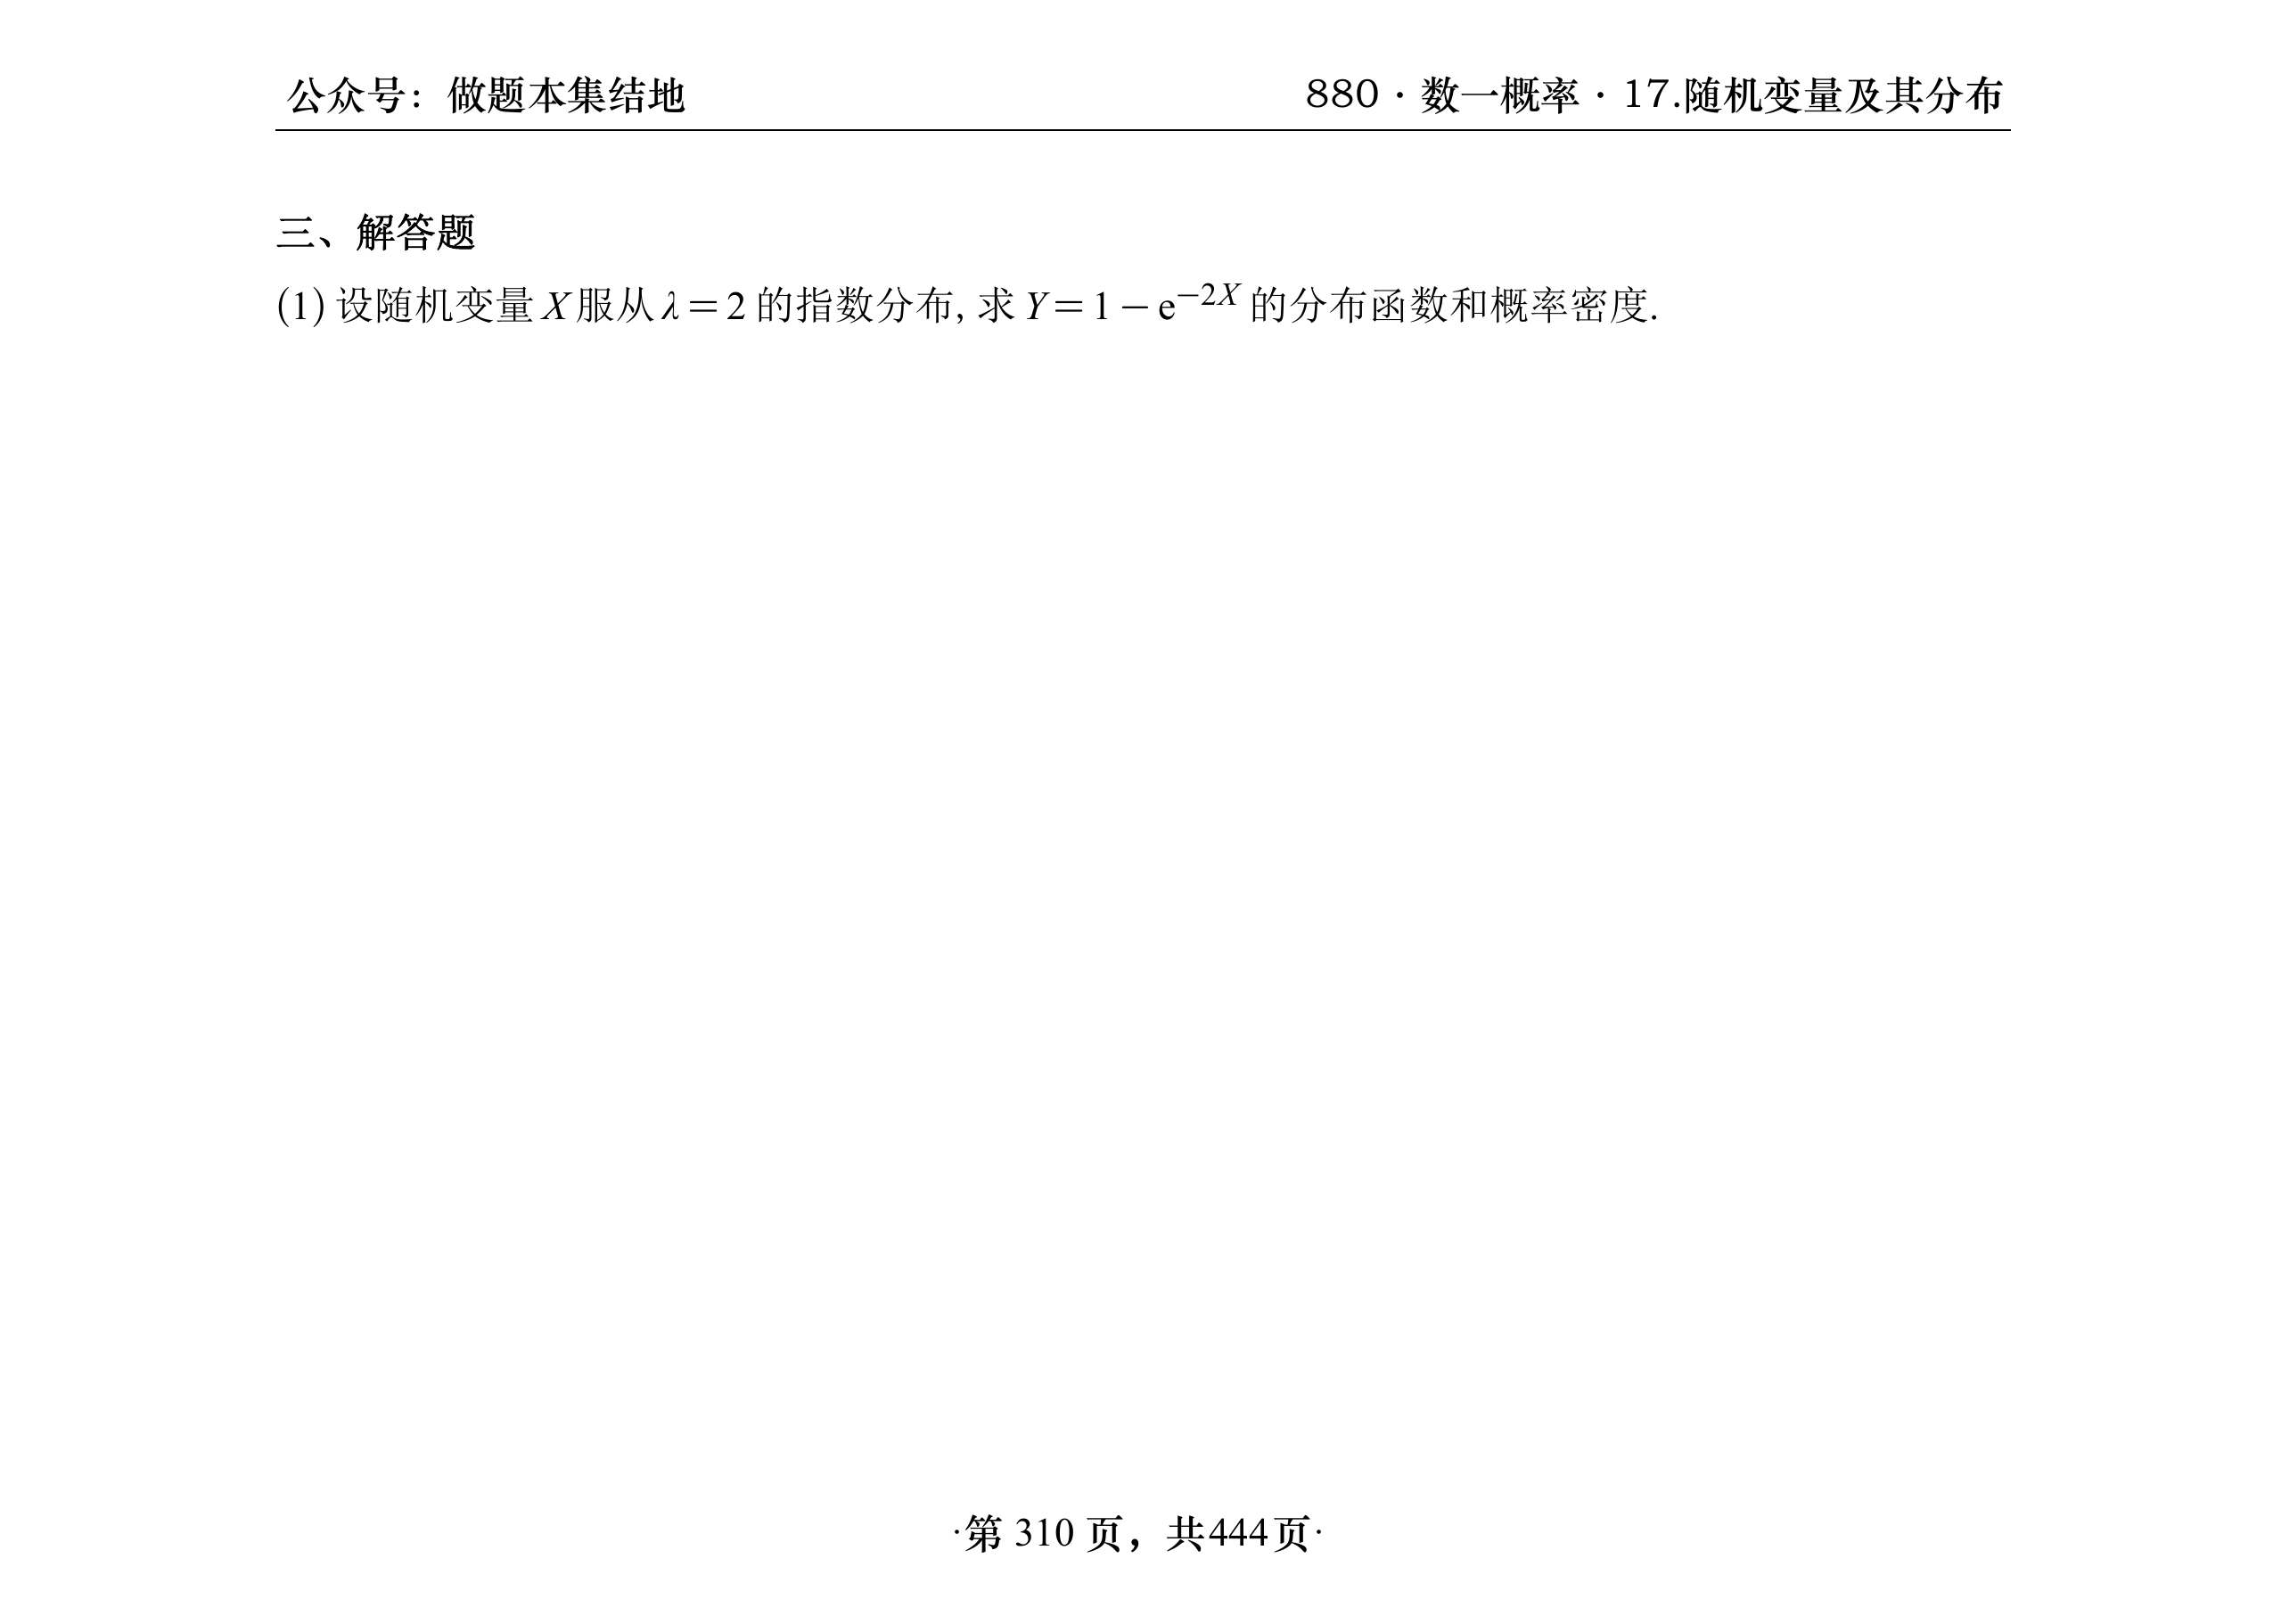 公众号：做题本集结地
880・数一概率・17.随机变量及其分布
三、解答题
(1) 设随机变量 X 服从 λ = 2 的指数分布, 求 Y = 1 − e^{−2X} 的分布函数和概率密度.
·第 310 页，共444页·